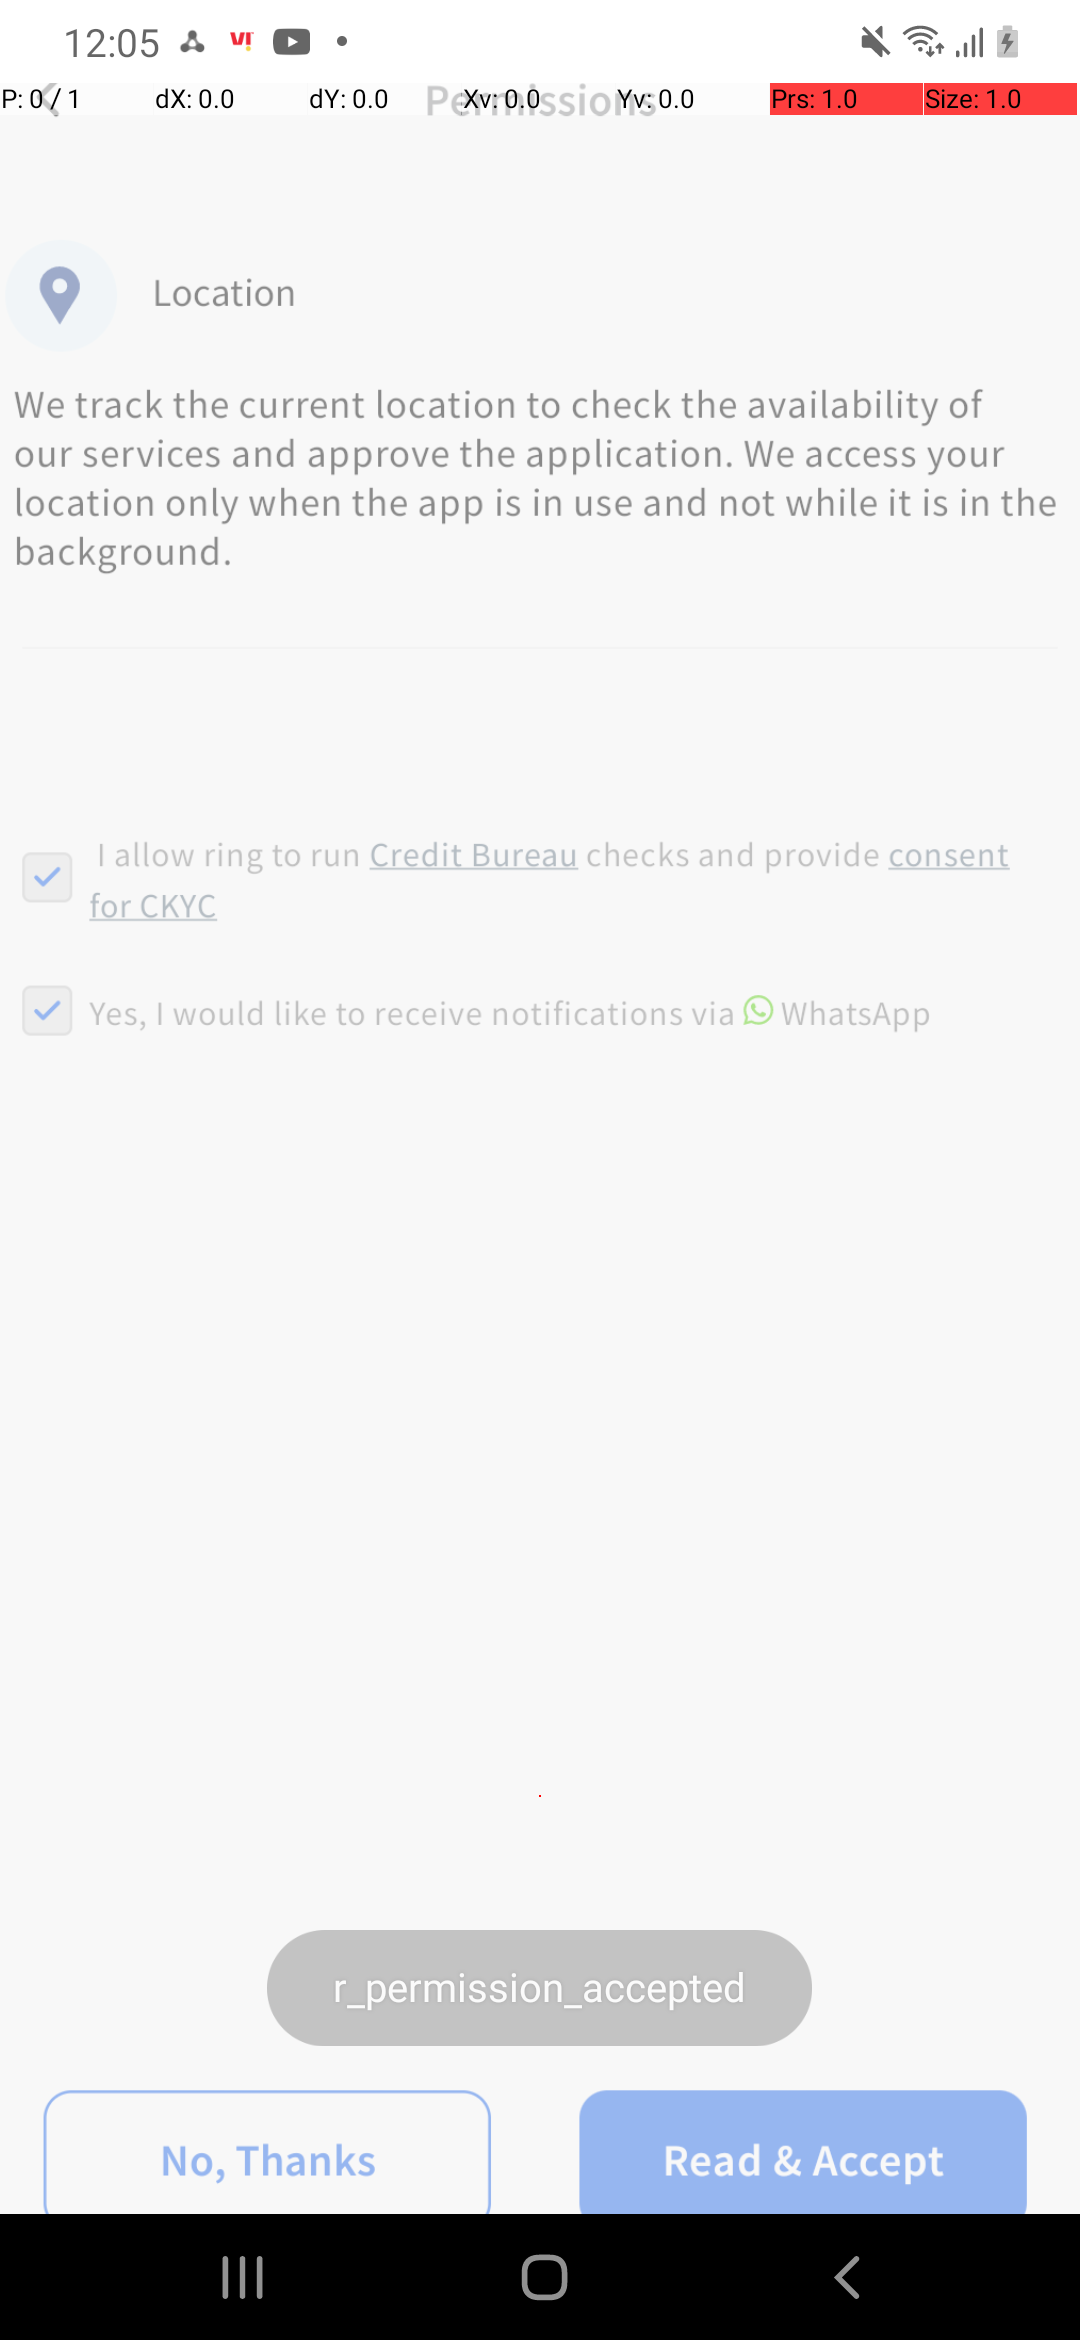 12:05
P: 0 / 1 dX: 0.0 dY: 0.0 Xv: 0.0 Yv: 0.0 Prs: 1.0 Size: 1.0
Permissions
Location
We track the current location to check the availability of
our services and approve the application. We access your
location only when the app is in use and not while it is in the
background.
I allow ring to run Credit Bureau checks and provide consent
for CKYC
Yes, I would like to receive notifications via WhatsApp
r_permission_accepted
No, Thanks Read & Accept